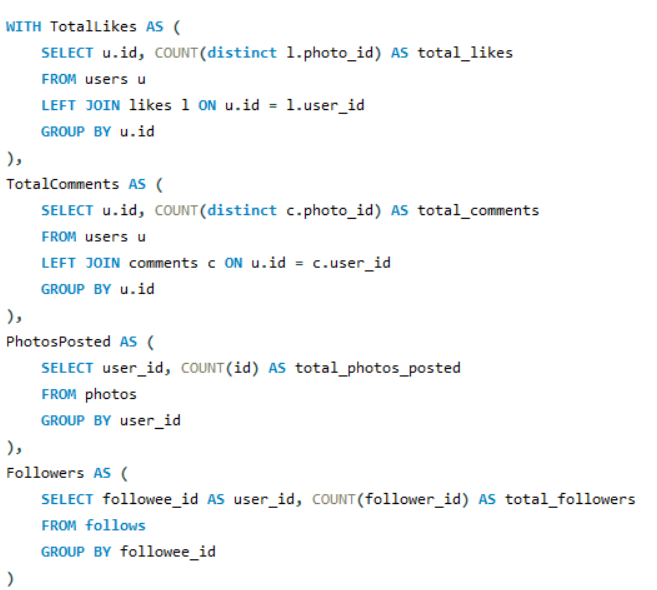 WITH TotalLikes AS (
    SELECT u.id, COUNT(distinct l.photo_id) AS total_likes
    FROM users u
    LEFT JOIN likes l ON u.id = l.user_id
    GROUP BY u.id
),
TotalComments AS (
    SELECT u.id, COUNT(distinct c.photo_id) AS total_comments
    FROM users u
    LEFT JOIN comments c ON u.id = c.user_id
    GROUP BY u.id
),
PhotosPosted AS (
    SELECT user_id, COUNT(id) AS total_photos_posted
    FROM photos
    GROUP BY user_id
),
Followers AS (
    SELECT followee_id AS user_id, COUNT(follower_id) AS total_followers
    FROM follows
    GROUP BY followee_id
)